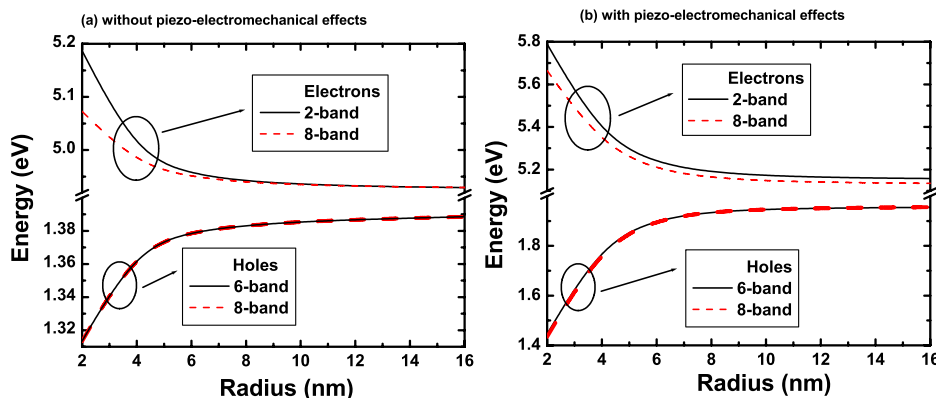 (a) without piezo-electromechanical effects
5.2
5.1
5.0
1.38
1.36
1.34
1.32
Energy (eV)
Electrons
2-band
8-band
Holes
6-band
8-band
2 4 6 8 10 12 14 16
Radius (nm)
(b) with piezo-electromechanical effects
5.8
5.6
5.4
5.2
1.8
1.6
1.4
Energy (eV)
Electrons
2-band
8-band
Holes
6-band
8-band
2 4 6 8 10 12 14 16
Radius (nm)